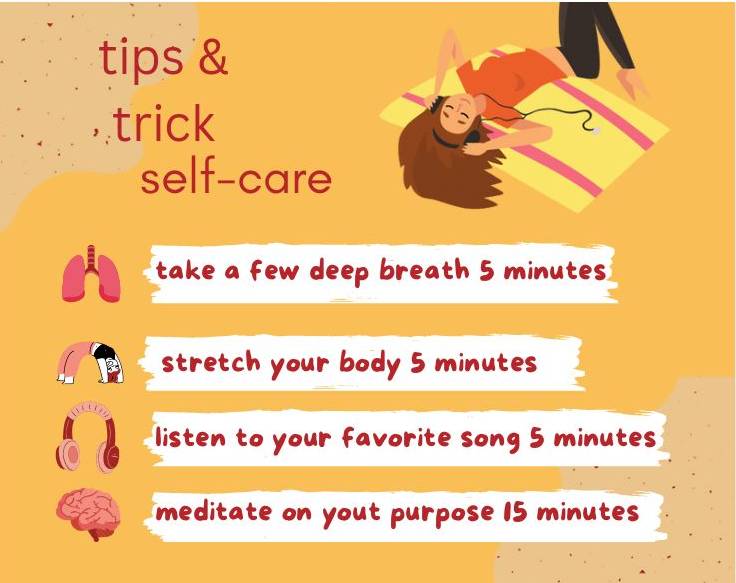 tips &
trick
self-care
take a few deep breath 5 minutes
stretch your body 5 minutes
listen to your favorite song 5 minutes
meditate on yout purpose 15 minutes